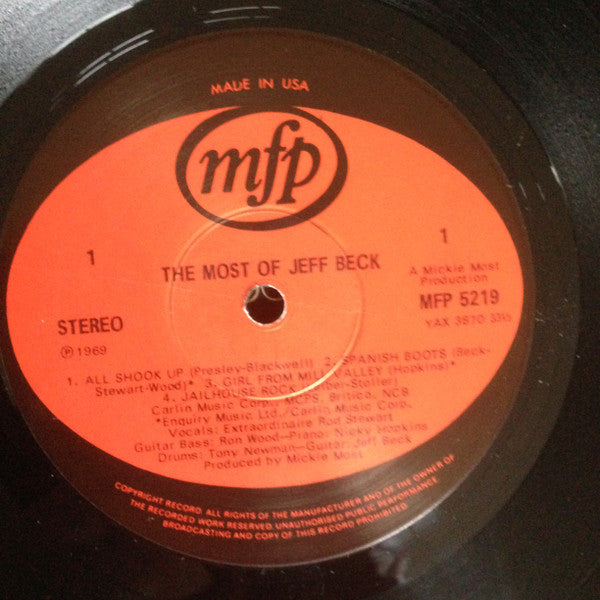 MADE IN USA
mfp
1
1
THE MOST OF JEFF BECK
A Mickie Most
Production
STEREO
MFP 5219
Ⓟ 1969
YAX 3570 33⅓
1. ALL SHOOK UP (Presley-Blackwell) 2. SPANISH BOOTS (Beck-
Stewart-Wood)* 3. GIRL FROM MILL VALLEY (Hopkins)*
4. JAILHOUSE ROCK (Leiber-Stoller)
Carlin Music Corp., MCPS, Britico, NCB
*Enquiry Music Ltd./Carlin Music Corp.
Vocals: Extraordinaire Rod Stewart
Guitar Bass: Ron Wood-Piano: Nicky Hopkins
Drums: Tony Newman-Guitar: Jeff Beck
Produced by Mickie Most
COPYRIGHT RECORD. ALL RIGHTS OF THE MANUFACTURER AND OF THE OWNER OF
THE RECORDED WORK RESERVED. UNAUTHORISED PUBLIC PERFORMANCE
BROADCASTING AND COPY OF THIS RECORD PROHIBITED